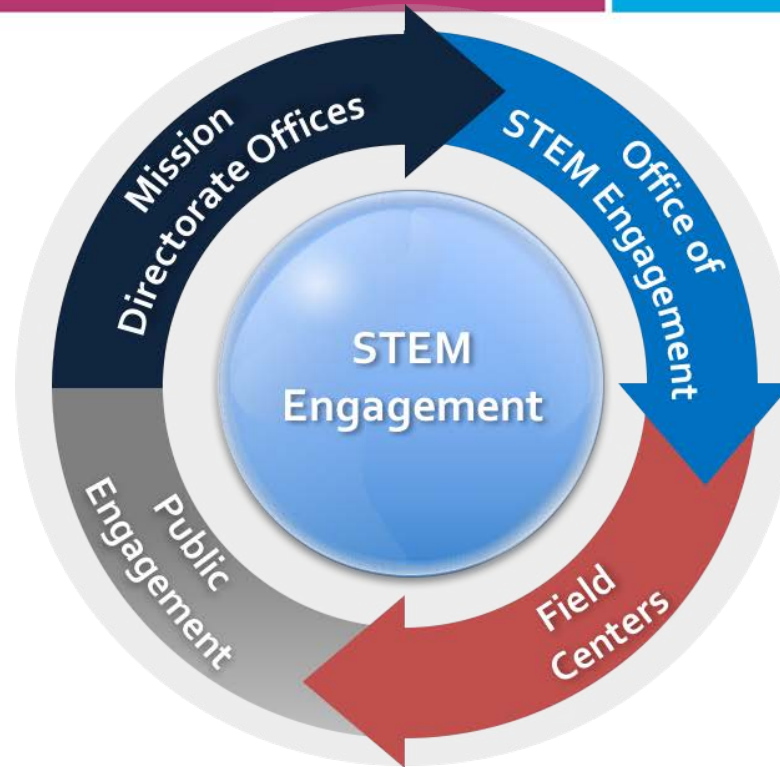 Mission
Directorate Offices
Office of
STEM Engagement
STEM
Engagement
Public
Engagement
Field
Centers